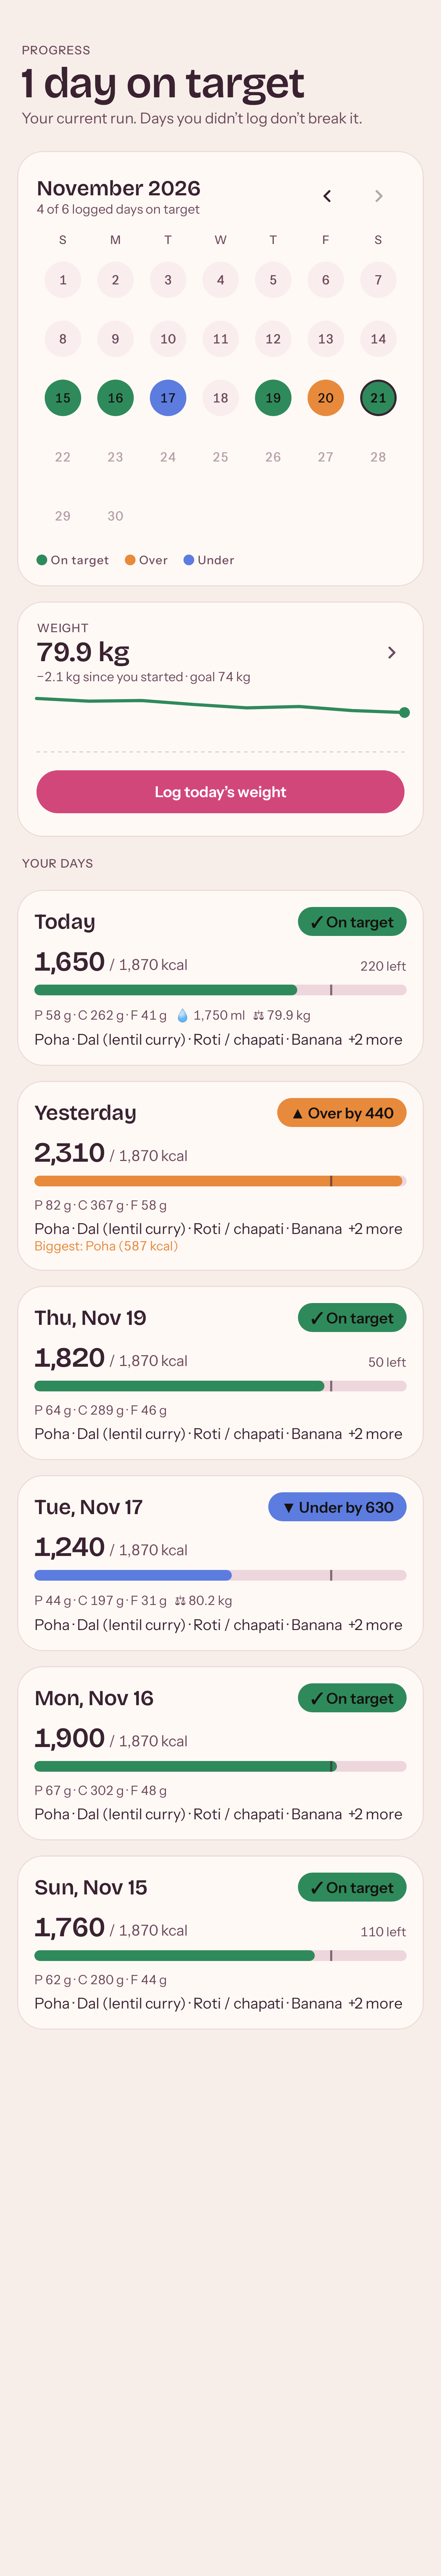 PROGRESS
1 day on target
Your current run. Days you didn't log don't break it.
November 2026
4 of 6 logged days on target
S M T W T F S
1 2 3 4 5 6 7
8 9 10 11 12 13 14
15 16 17 18 19 20 21
22 23 24 25 26 27 28
29 30
On target Over Under
WEIGHT
79.9 kg
−2.1 kg since you started · goal 74 kg
Log today's weight
YOUR DAYS
Today ✓ On target
1,650 / 1,870 kcal 220 left
P 58 g · C 262 g · F 41 g 💧 1,750 ml ⚖ 79.9 kg
Poha · Dal (lentil curry) · Roti / chapati · Banana +2 more
Yesterday ▲ Over by 440
2,310 / 1,870 kcal
P 82 g · C 367 g · F 58 g
Poha · Dal (lentil curry) · Roti / chapati · Banana +2 more
Biggest: Poha (587 kcal)
Thu, Nov 19 ✓ On target
1,820 / 1,870 kcal 50 left
P 64 g · C 289 g · F 46 g
Poha · Dal (lentil curry) · Roti / chapati · Banana +2 more
Tue, Nov 17 ▼ Under by 630
1,240 / 1,870 kcal
P 44 g · C 197 g · F 31 g ⚖ 80.2 kg
Poha · Dal (lentil curry) · Roti / chapati · Banana +2 more
Mon, Nov 16 ✓ On target
1,900 / 1,870 kcal
P 67 g · C 302 g · F 48 g
Poha · Dal (lentil curry) · Roti / chapati · Banana +2 more
Sun, Nov 15 ✓ On target
1,760 / 1,870 kcal 110 left
P 62 g · C 280 g · F 44 g
Poha · Dal (lentil curry) · Roti / chapati · Banana +2 more